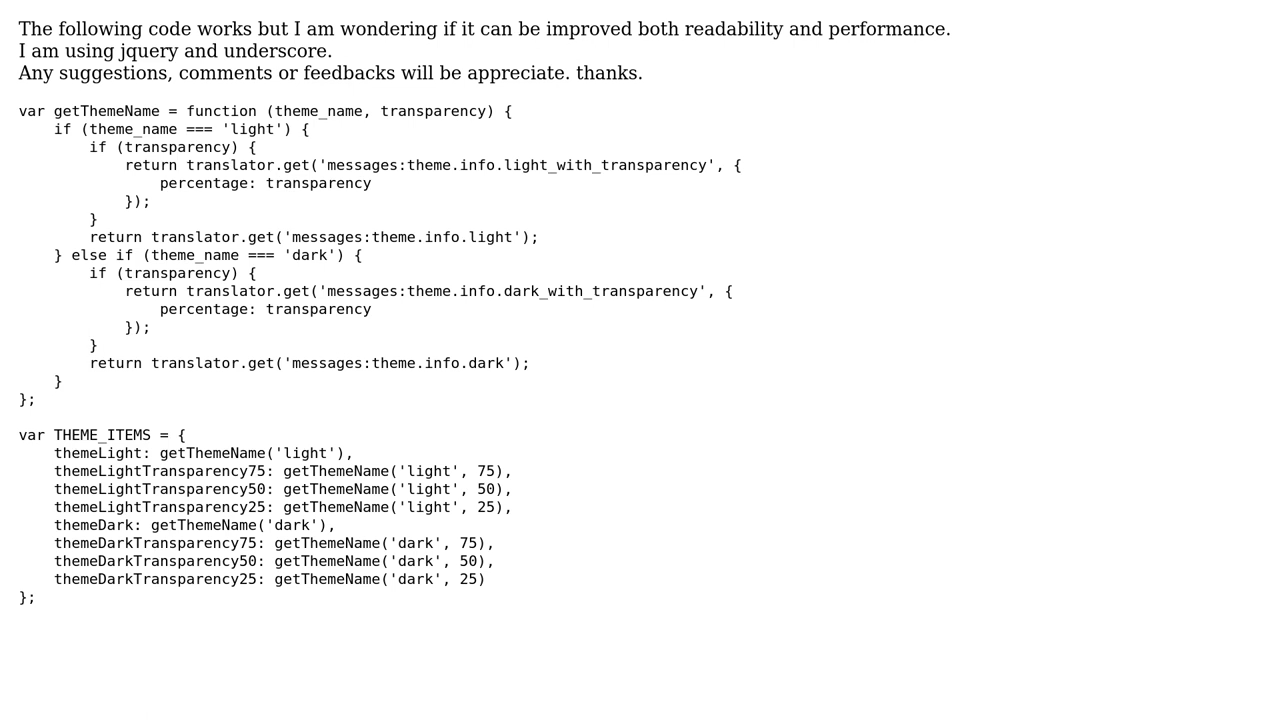 The following code works but I am wondering if it can be improved both readability and performance.
I am using jquery and underscore.
Any suggestions, comments or feedbacks will be appreciate. thanks.
var getThemeName = function (theme_name, transparency) {
    if (theme_name === 'light') {
        if (transparency) {
            return translator.get('messages:theme.info.light_with_transparency', {
                percentage: transparency
            });
        }
        return translator.get('messages:theme.info.light');
    } else if (theme_name === 'dark') {
        if (transparency) {
            return translator.get('messages:theme.info.dark_with_transparency', {
                percentage: transparency
            });
        }
        return translator.get('messages:theme.info.dark');
    }
};

var THEME_ITEMS = {
    themeLight: getThemeName('light'),
    themeLightTransparency75: getThemeName('light', 75),
    themeLightTransparency50: getThemeName('light', 50),
    themeLightTransparency25: getThemeName('light', 25),
    themeDark: getThemeName('dark'),
    themeDarkTransparency75: getThemeName('dark', 75),
    themeDarkTransparency50: getThemeName('dark', 50),
    themeDarkTransparency25: getThemeName('dark', 25)
};